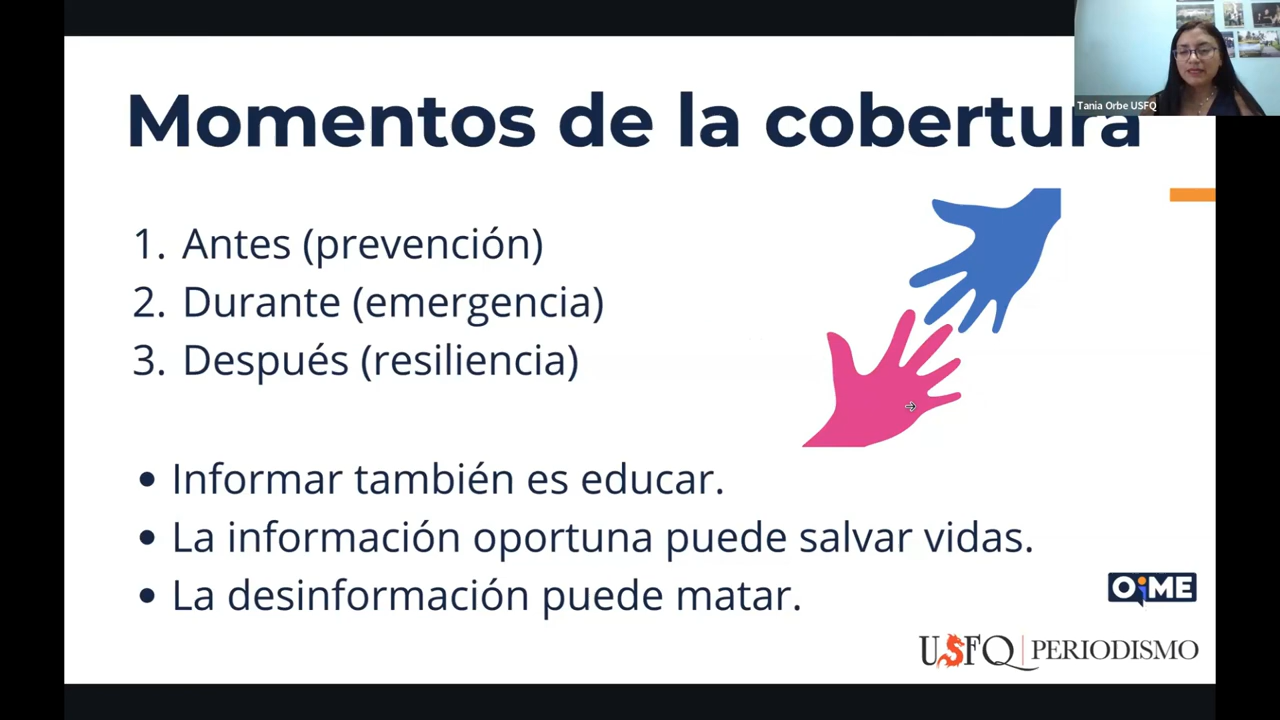 Momentos de la cobertura
Tania Orbe USFQ
1. Antes (prevención)
2. Durante (emergencia)
3. Después (resiliencia)
• Informar también es educar.
• La información oportuna puede salvar vidas.
• La desinformación puede matar.
OiME
USFQ | PERIODISMO